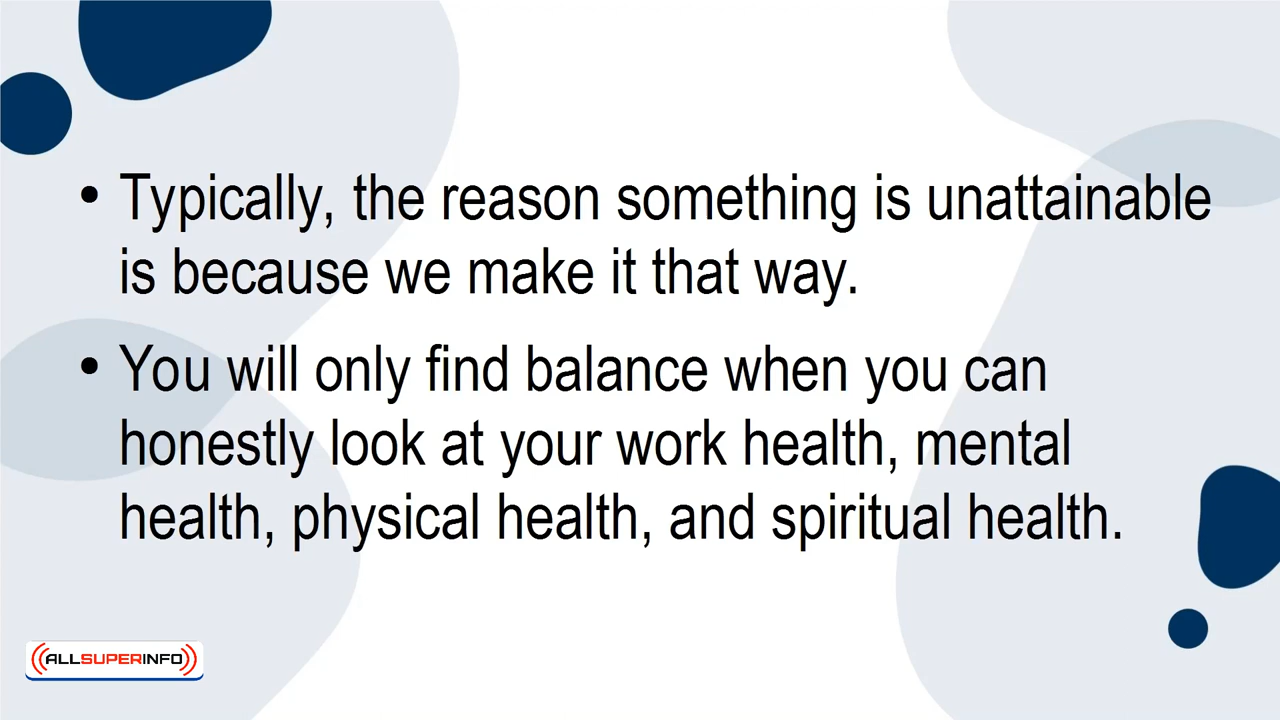 • Typically, the reason something is unattainable
is because we make it that way.
• You will only find balance when you can
honestly look at your work health, mental
health, physical health, and spiritual health.
ALLSUPERINFO